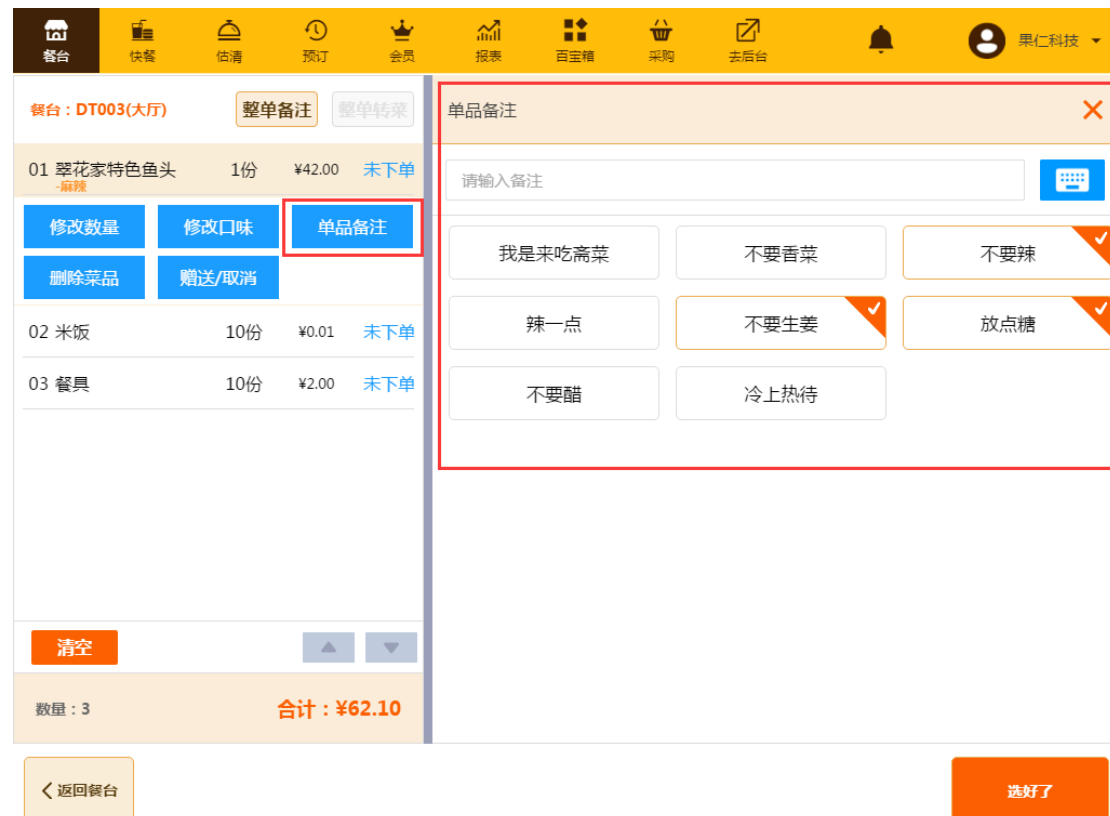 餐台 快餐 估清 预订 会员 报表 百宝箱 采购 去后台 果仁科技
餐台：DT003(大厅) 整单备注 整单转菜
01 翠花家特色鱼头 1份 ¥42.00 未下单
-麻辣
修改数量 修改口味 单品备注
删除菜品 赠送/取消
02 米饭 10份 ¥0.01 未下单
03 餐具 10份 ¥2.00 未下单
清空
数量：3 合计：¥62.10
返回餐台
单品备注
请输入备注
我是来吃斋菜 不要香菜 不要辣
辣一点 不要生姜 放点糖
不要醋 冷上热待
选好了